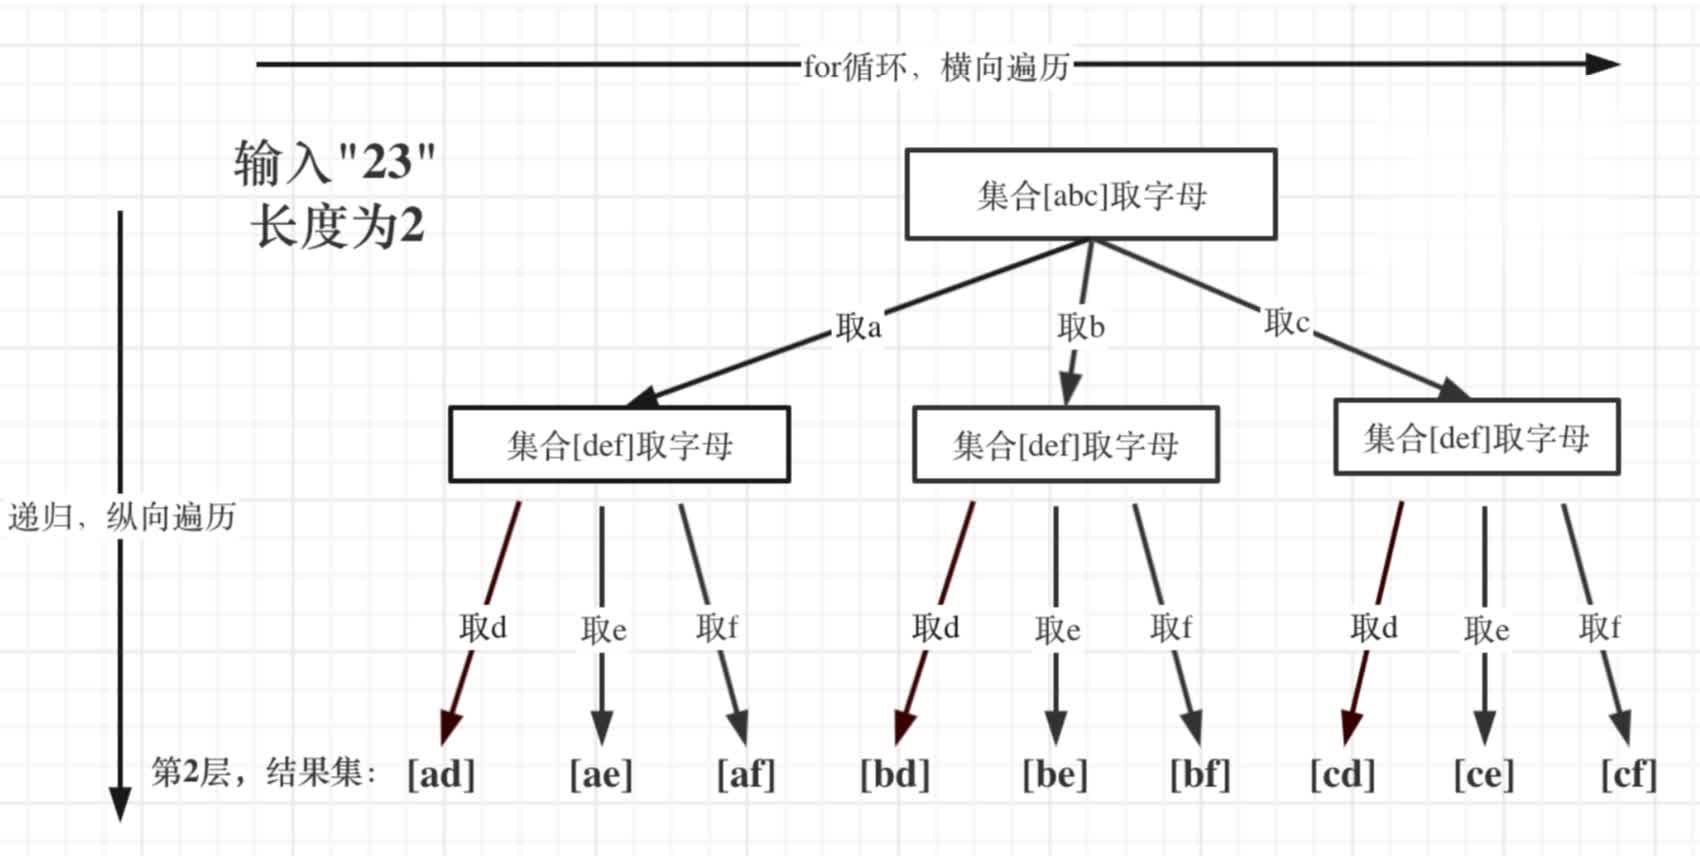 for循环，横向遍历
输入"23"
长度为2
集合[abc]取字母
取a
取b
取c
集合[def]取字母
集合[def]取字母
集合[def]取字母
递归、纵向遍历
取d
取e
取f
取d
取e
取f
取d
取e
取f
第2层，结果集： [ad] [ae] [af] [bd] [be] [bf] [cd] [ce] [cf]